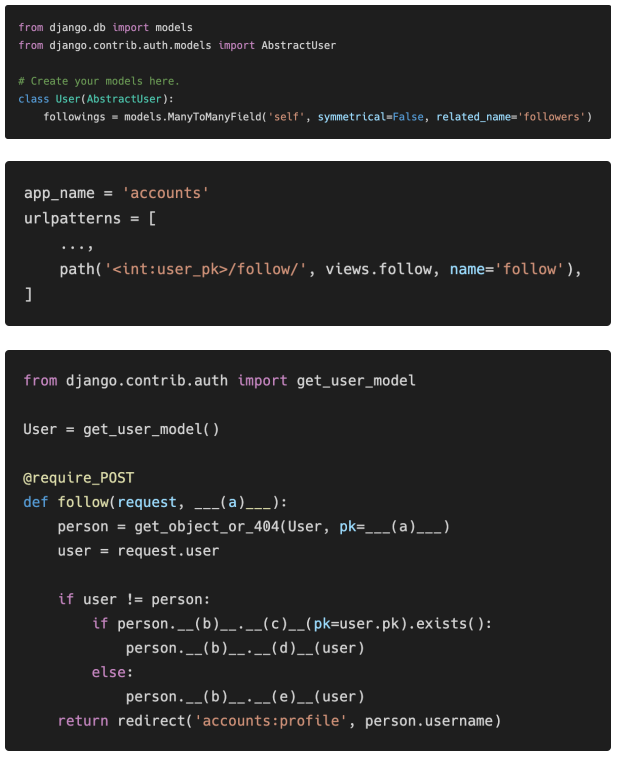 from django.db import models
from django.contrib.auth.models import AbstractUser
# Create your models here.
class User(AbstractUser):
    followings = models.ManyToManyField('self', symmetrical=False, related_name='followers')
app_name = 'accounts'
urlpatterns = [
    ...,
    path('<int:user_pk>/follow/', views.follow, name='follow'),
]
from django.contrib.auth import get_user_model
User = get_user_model()
@require_POST
def follow(request, ___(a)___):
    person = get_object_or_404(User, pk=___(a)___)
    user = request.user
    if user != person:
        if person.__(b)__.__(c)__(pk=user.pk).exists():
            person.__(b)__.__(d)__(user)
        else:
            person.__(b)__.__(e)__(user)
    return redirect('accounts:profile', person.username)